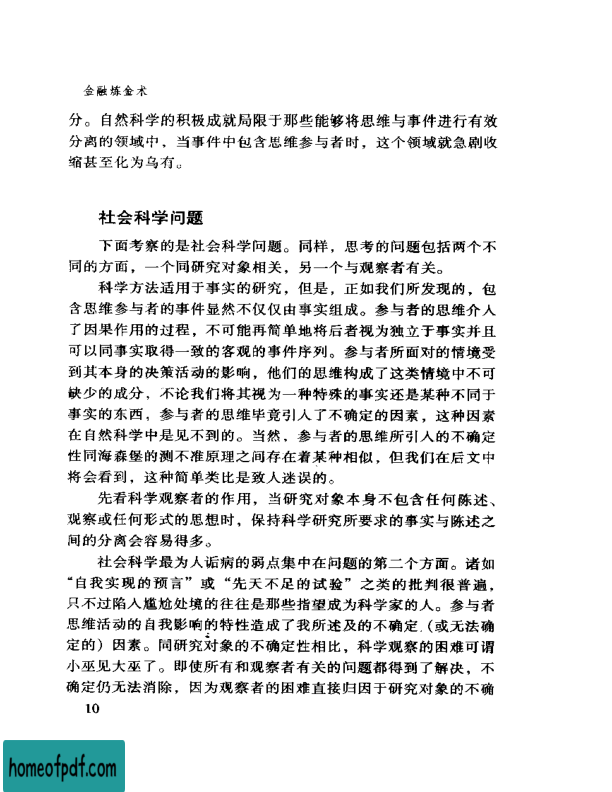 金融炼金术
分。自然科学的积极成就局限于那些能够将思维与事件进行有效
分离的领域中，当事件中包含思维参与者时，这个领域就急剧收
缩甚至化为乌有。
社会科学问题
下面考察的是社会科学问题。同样，思考的问题包括两个不
同的方面，一个同研究对象相关，另一个与观察者有关。
科学方法适用于事实的研究，但是，正如我们所发现的，包
含思维参与者的事件显然不仅仅由事实组成。参与者的思维介入
了因果作用的过程，不可能再简单地将后者视为独立于事实并且
可以同事实取得一致的客观的事件序列。参与者所面对的情境受
到其本身的决策活动的影响，他们的思维构成了这类情境中不可
缺少的成分，不论我们将其视为一种特殊的事实还是某种不同于
事实的东西，参与者的思维毕竟引入了不确定的因素，这种因素
在自然科学中是见不到的。当然，参与者的思维所引入的不确定
性同海森堡的测不准原理之间存在着某种相似，但我们在后文中
将会看到，这种简单类比是致人迷误的。
先看科学观察者的作用，当研究对象本身不包含任何陈述、
观察或任何形式的思想时，保持科学研究所要求的事实与陈述之
间的分离会容易得多。
社会科学最为人诟病的弱点集中在问题的第二个方面。诸如
“自我实现的预言”或“先天不足的试验”之类的批判很普遍，
只不过陷入尴尬处境的往往是那些指望成为科学家的人。参与者
思维活动的自我影响的特性造成了我所述及的不确定（或无法确
定的）因素。同研究对象的不确定性相比，科学观察的困难可谓
小巫见大巫了。即使所有和观察者有关的问题都得到了解决，不
确定仍无法消除，因为观察者的困难直接归因于研究对象的不确
10
homeofpdf.com